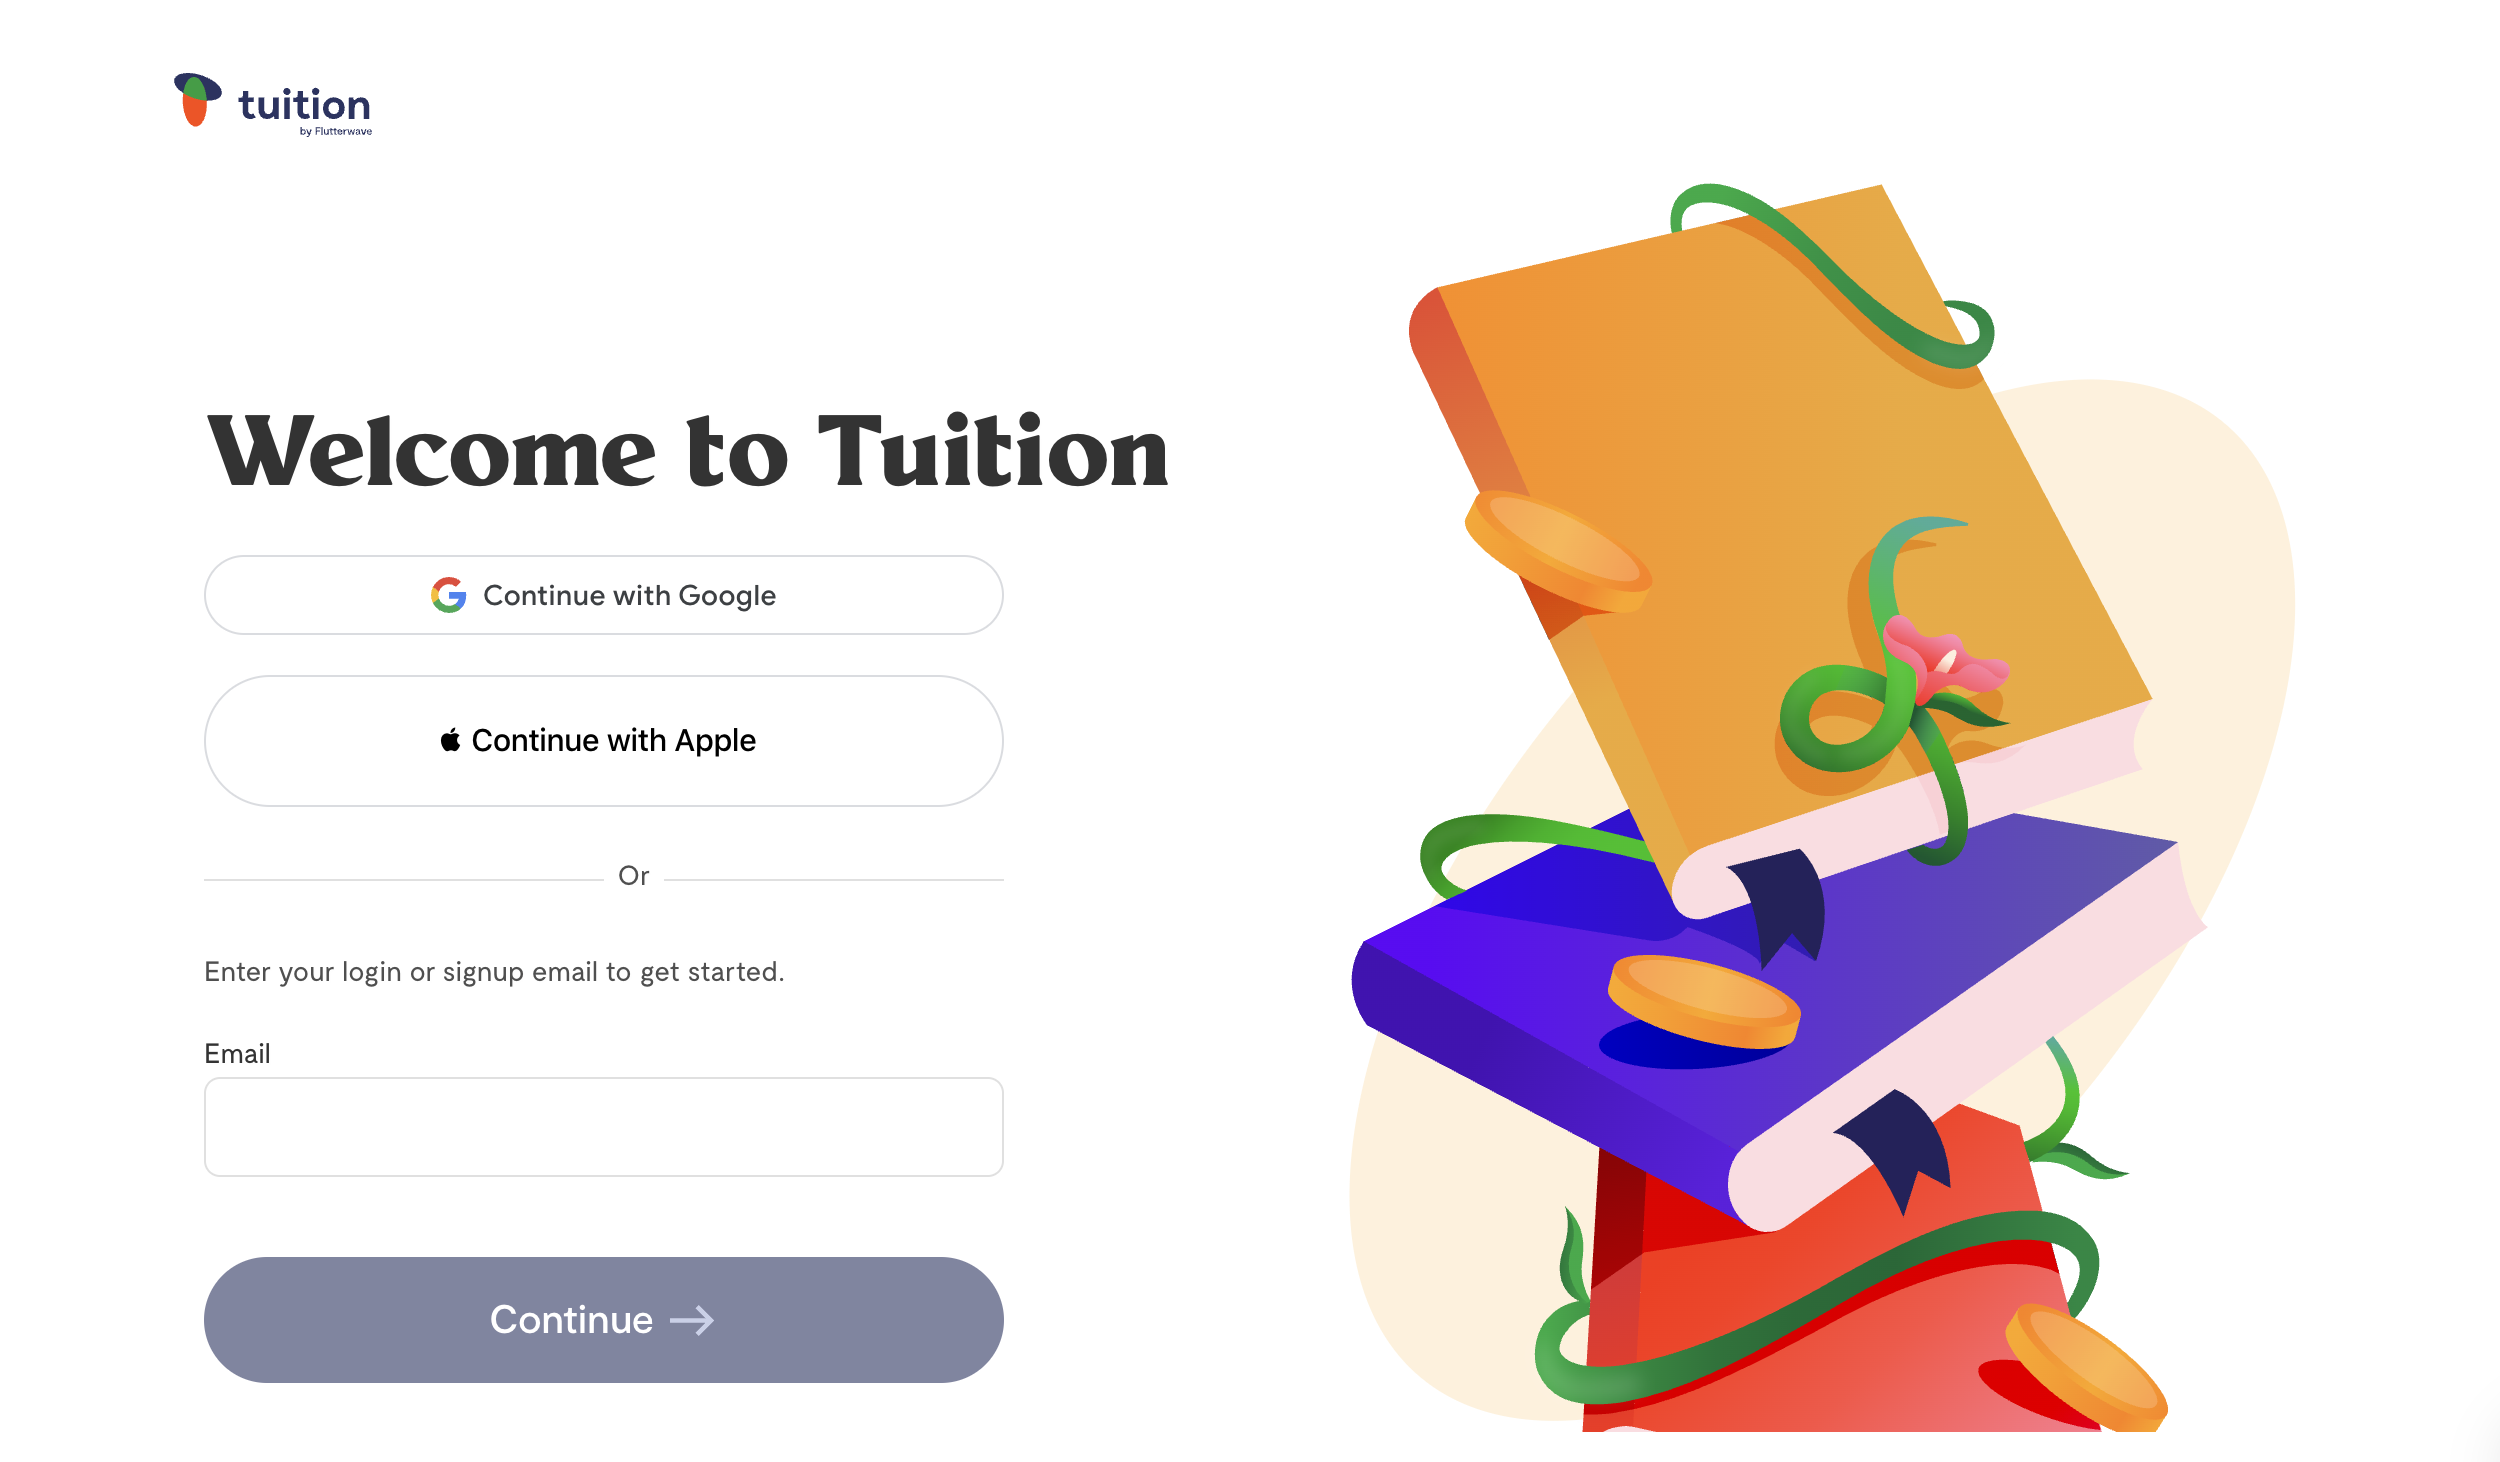 tuition
by Flutterwave
Welcome to Tuition
Continue with Google
Continue with Apple
Or
Enter your login or signup email to get started.
Email
Continue →